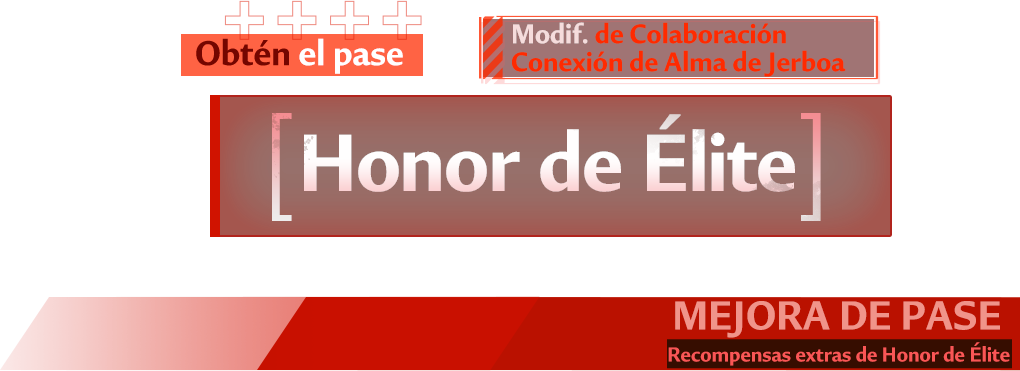 Obtén el pase
Modif. de Colaboración
Conexión de Alma de Jerboa
[Honor de Élite]
MEJORA DE PASE
Recompensas extras de Honor de Élite